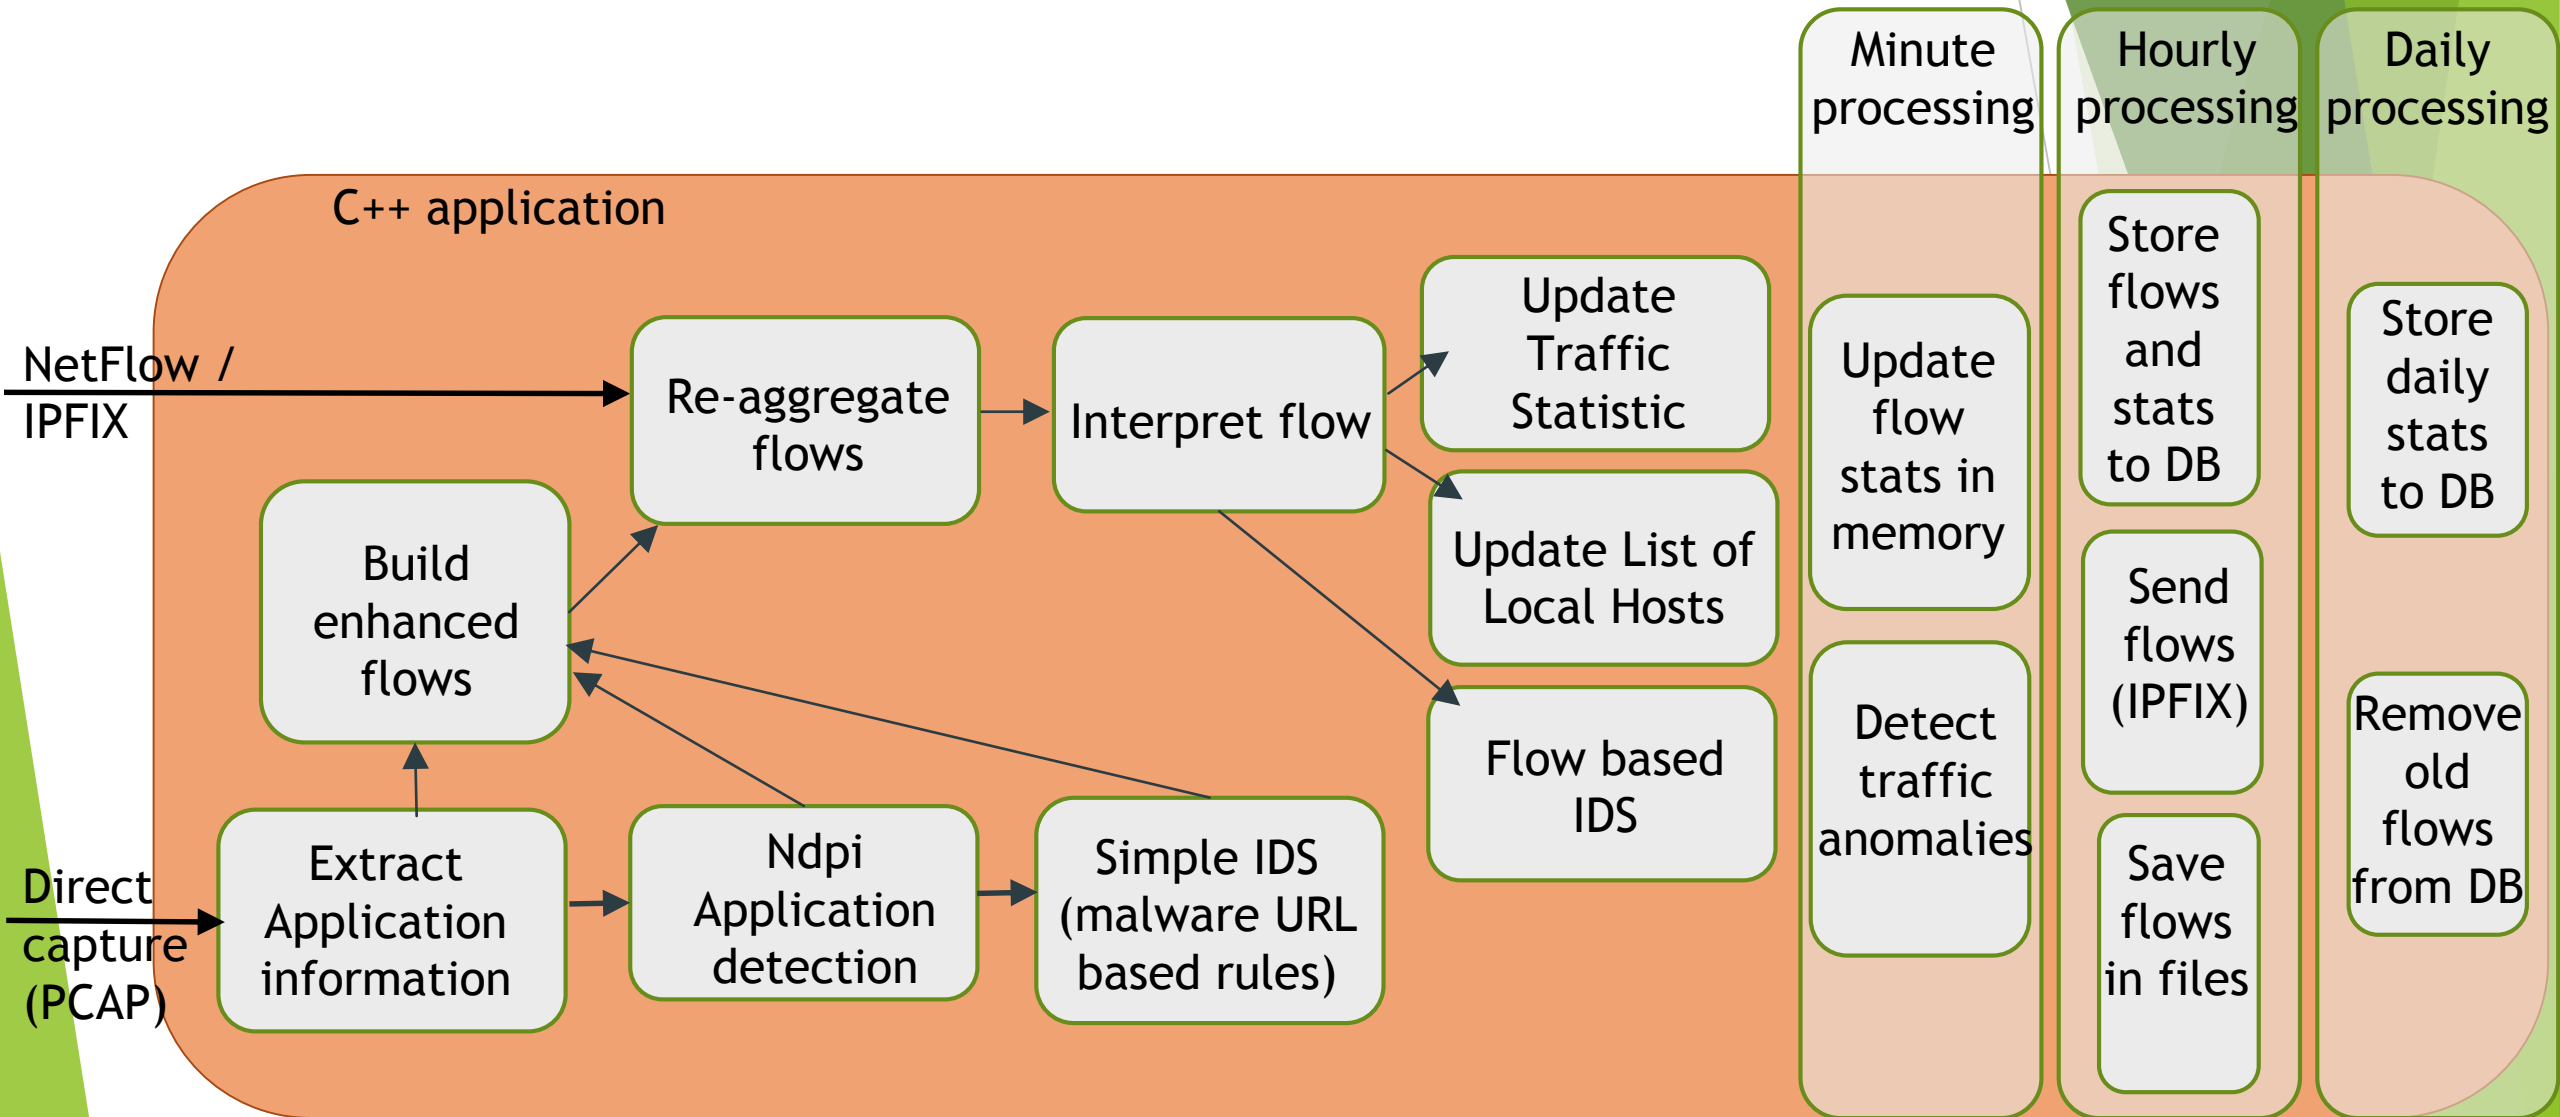 Minute
processing
Hourly
processing
Daily
processing
C++ application
NetFlow /
IPFIX
Re-aggregate
flows
Interpret flow
Update
Traffic
Statistic
Update List of
Local Hosts
Flow based
IDS
Build
enhanced
flows
Direct
capture
(PCAP)
Extract
Application
information
Ndpi
Application
detection
Simple IDS
(malware URL
based rules)
Update
flow
stats in
memory
Detect
traffic
anomalies
Store
flows
and
stats
to DB
Send
flows
(IPFIX)
Save
flows
in files
Store
daily
stats
to DB
Remove
old
flows
from DB